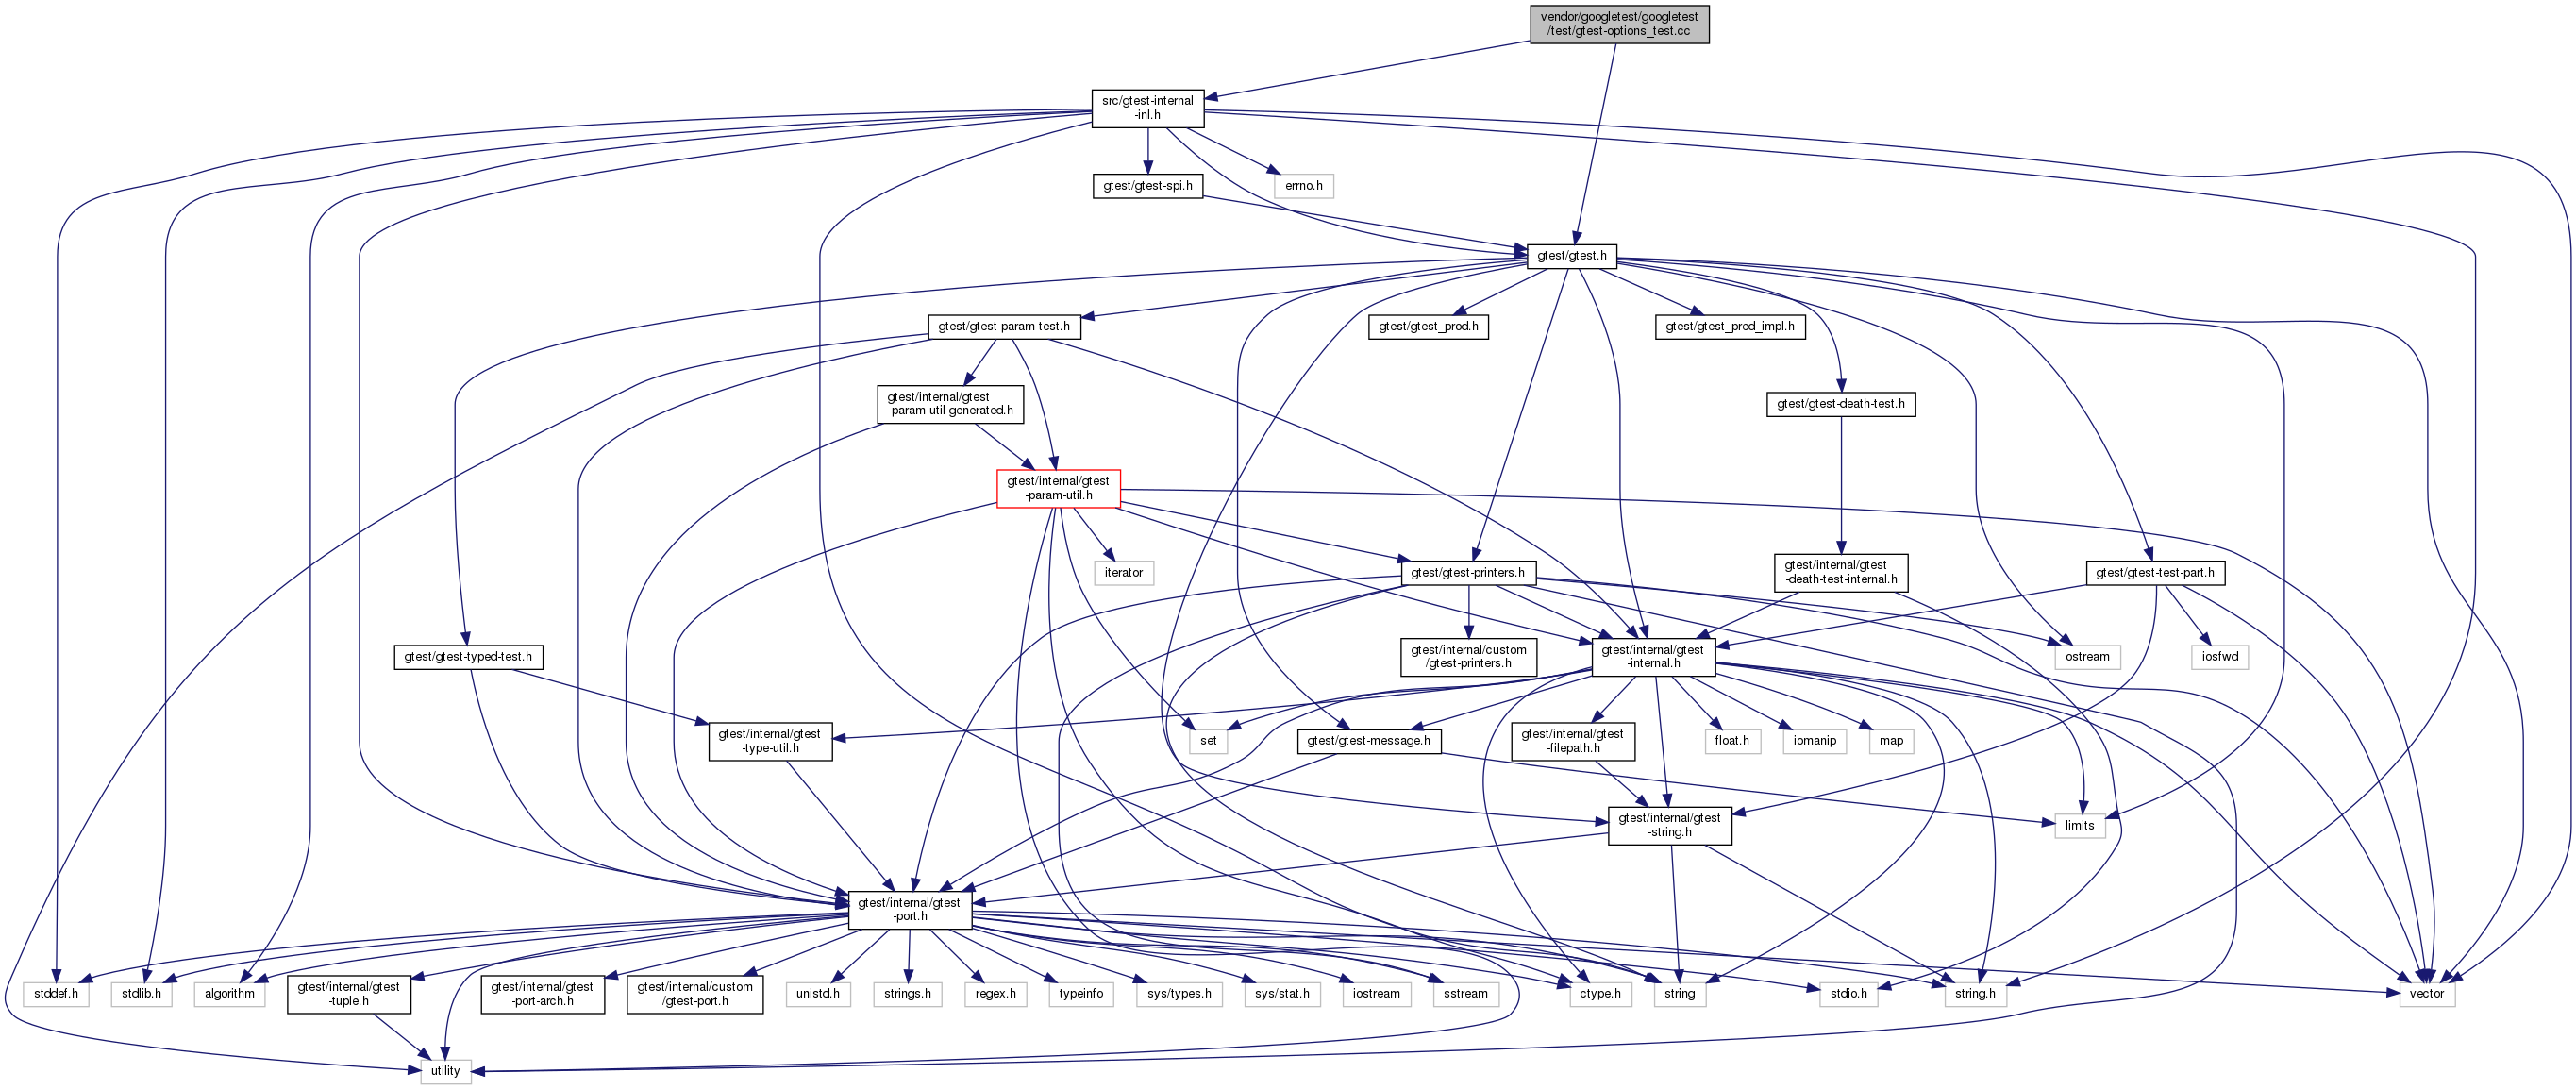 vendor/googletest/googletest
/test/gtest-options_test.cc
src/gtest-internal
-inl.h
gtest/gtest-spi.h
errno.h
gtest/gtest.h
gtest/gtest-param-test.h
gtest/gtest_prod.h
gtest/gtest_pred_impl.h
gtest/internal/gtest
-param-util-generated.h
gtest/gtest-death-test.h
gtest/internal/gtest
-param-util.h
iterator
gtest/gtest-printers.h
gtest/internal/gtest
-death-test-internal.h
gtest/gtest-test-part.h
gtest/gtest-typed-test.h
gtest/internal/custom
/gtest-printers.h
gtest/internal/gtest
-internal.h
ostream
iosfwd
gtest/internal/gtest
-type-util.h
set
gtest/gtest-message.h
gtest/internal/gtest
-filepath.h
float.h
iomanip
map
gtest/internal/gtest
-string.h
limits
gtest/internal/gtest
-port.h
stddef.h
stdlib.h
algorithm
gtest/internal/gtest
-tuple.h
gtest/internal/gtest
-port-arch.h
gtest/internal/custom
/gtest-port.h
unistd.h
strings.h
regex.h
typeinfo
sys/types.h
sys/stat.h
iostream
sstream
ctype.h
string
stdio.h
string.h
vector
utility